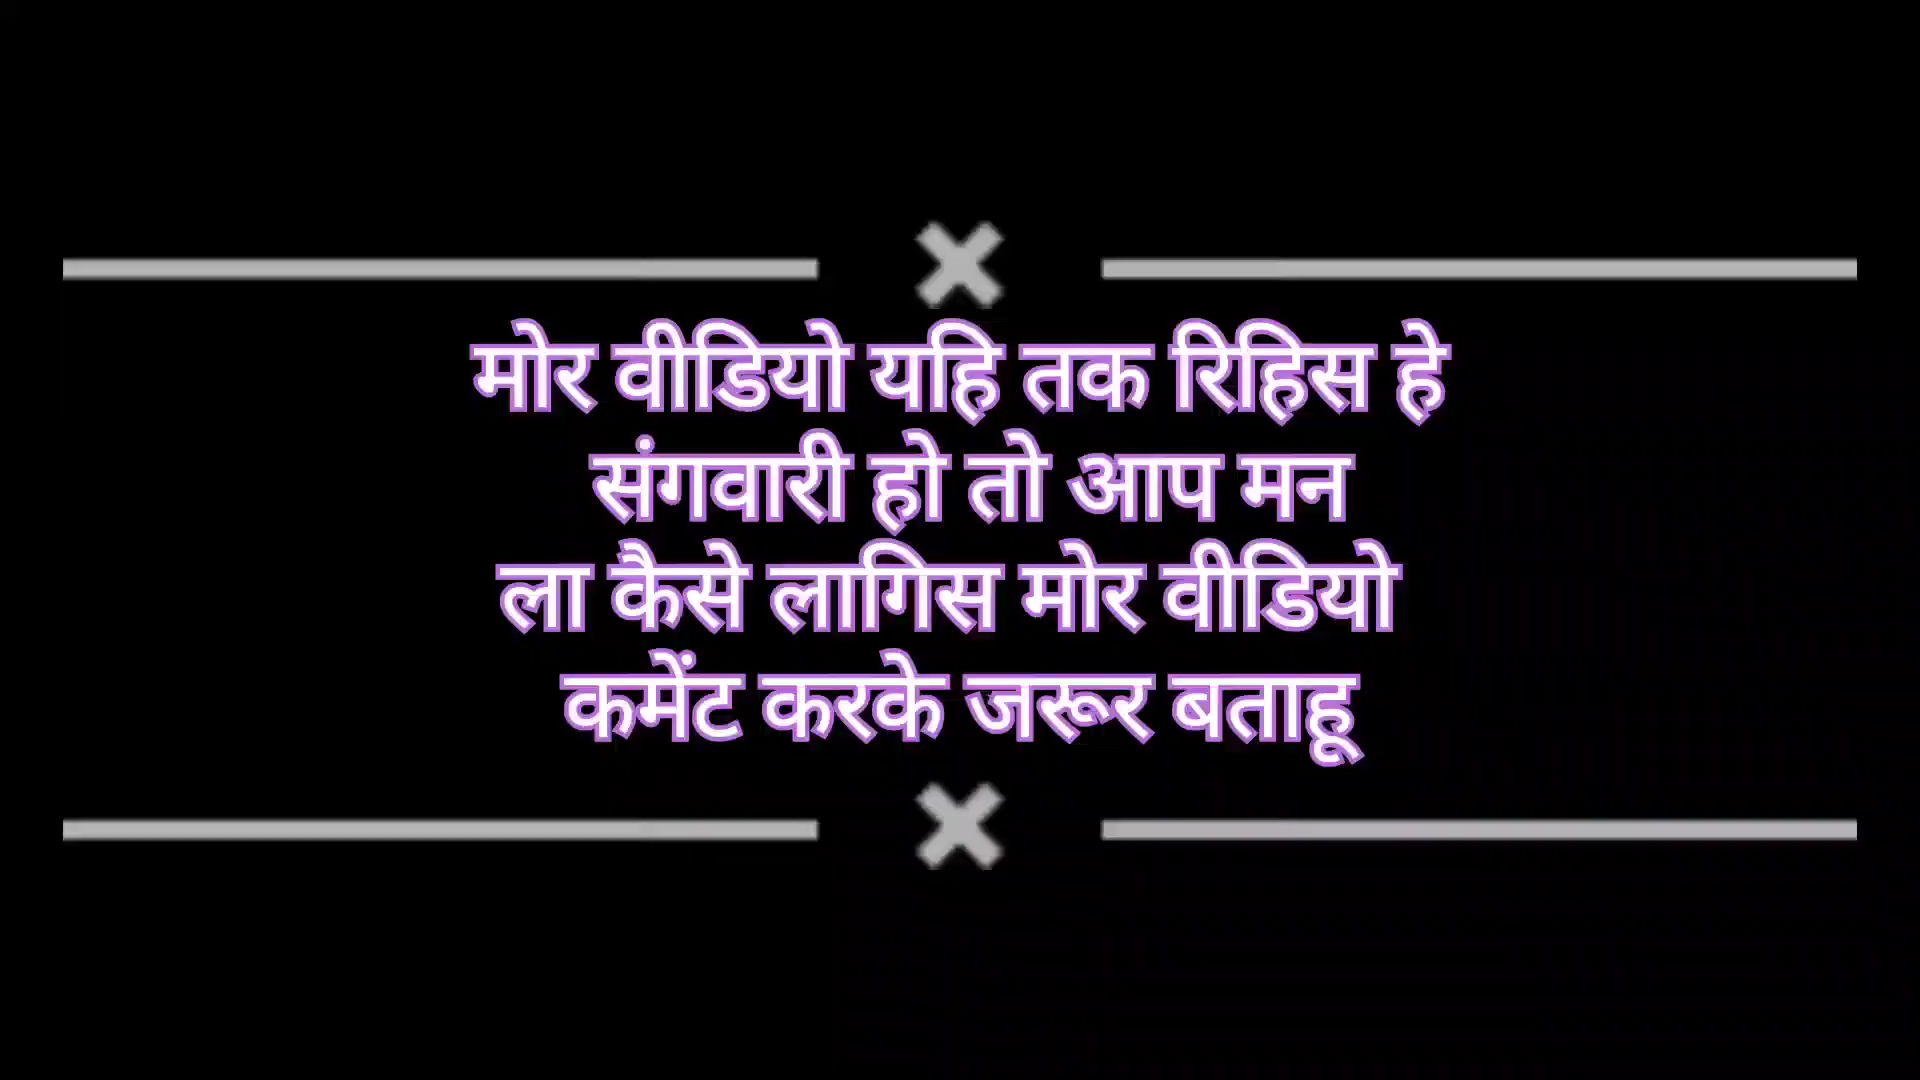 मोर वीडियो यहि तक रिहिस हे
संगवारी हो तो आप मन
ला कैसे लागिस मोर वीडियो
कमेंट करके जरूर बताहू